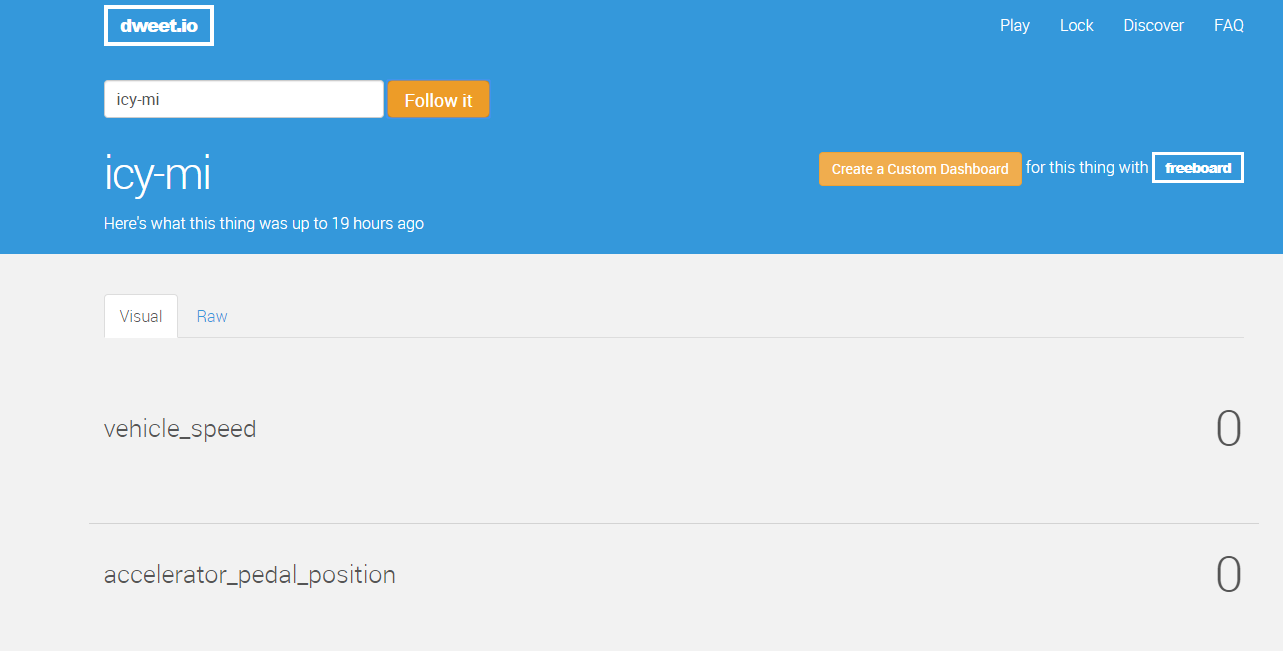 dweet.io
Play Lock Discover FAQ
icy-mi Follow it
icy-mi
Create a Custom Dashboard for this thing with freeboard
Here's what this thing was up to 19 hours ago
Visual Raw
vehicle_speed 0
accelerator_pedal_position 0